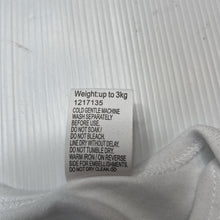 Weight:up to 3kg
1217135
COLD GENTLE MACHINE
WASH SEPARATELY
BEFORE USE
DO NOT SOAK/
DO NOT BLEACH.
LINE DRY WITHOUT DELAY.
DO NOT TUMBLE DRY.
WARM IRON / ON REVERSE
SIDE FOR EMBELLISHMENTS.
DO NOT DRY CLEAN